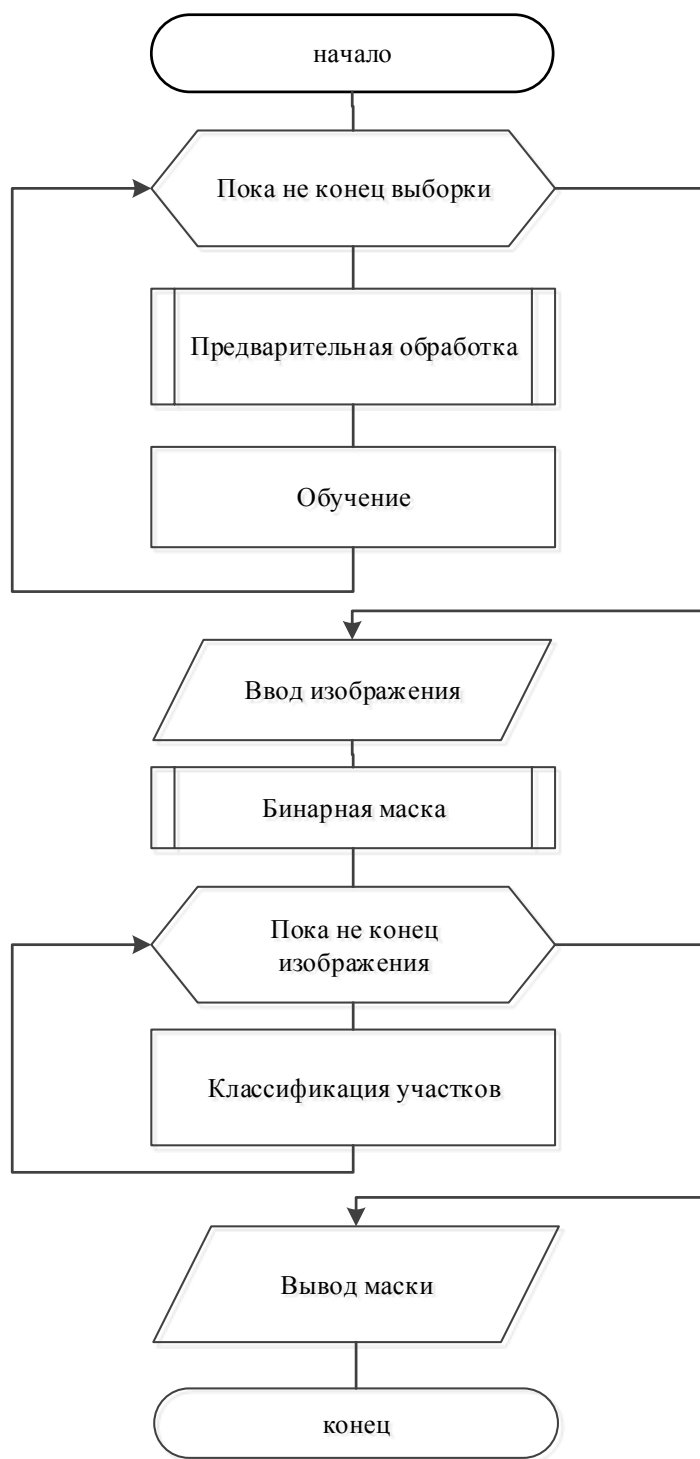 начало
Пока не конец выборки
Предварительная обработка
Обучение
Ввод изображения
Бинарная маска
Пока не конец
изображения
Классификация участков
Вывод маски
конец